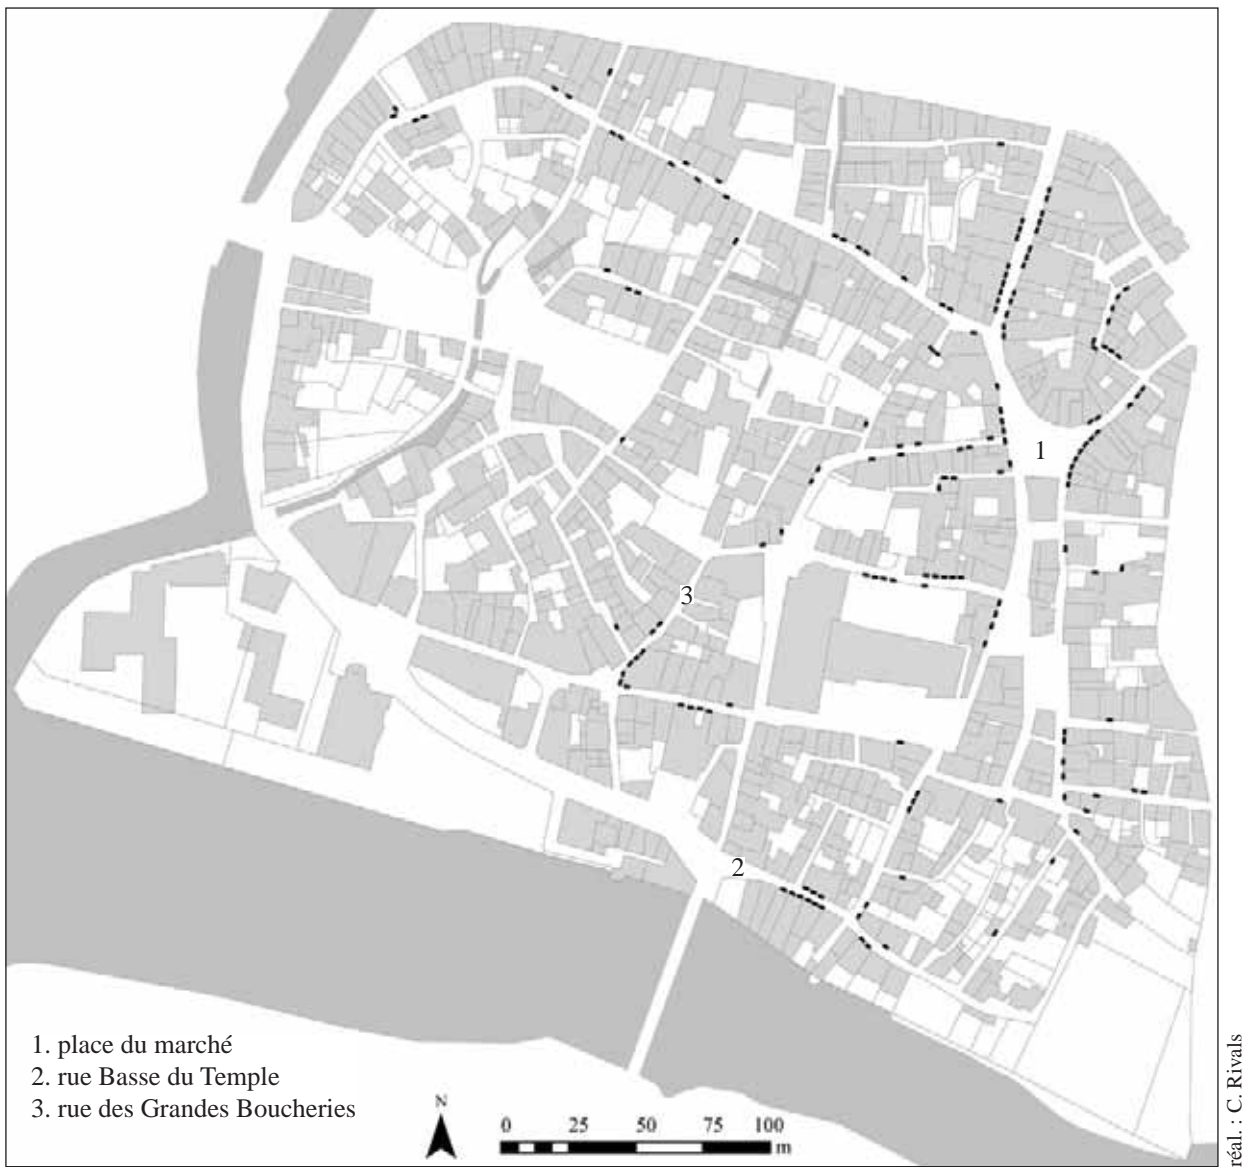 1
3
2
1. place du marché
2. rue Basse du Temple
3. rue des Grandes Boucheries
N
0 25 50 75 100
m
réal. : C. Rivals